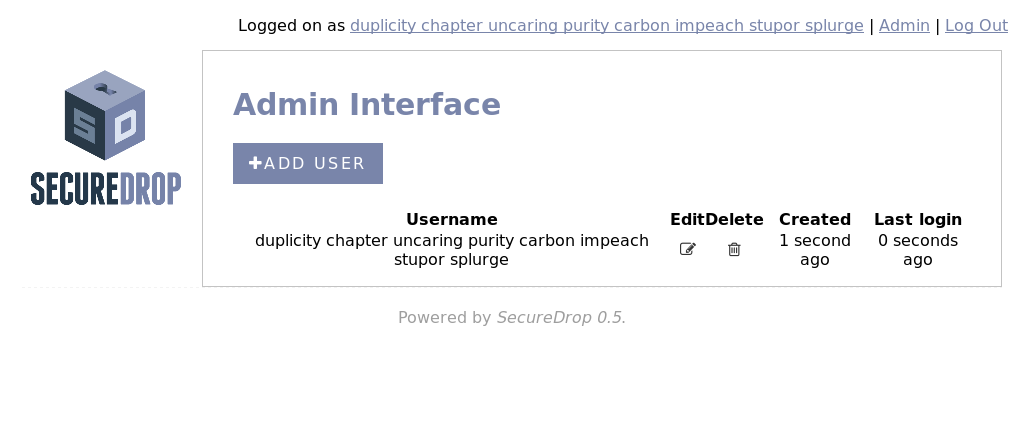 Logged on as duplicity chapter uncaring purity carbon impeach stupor splurge | Admin | Log Out
SD
SECUREDROP
Admin Interface
+ADD USER
Username Edit Delete Created Last login
duplicity chapter uncaring purity carbon impeach stupor splurge 1 second ago 0 seconds ago
Powered by SecureDrop 0.5.